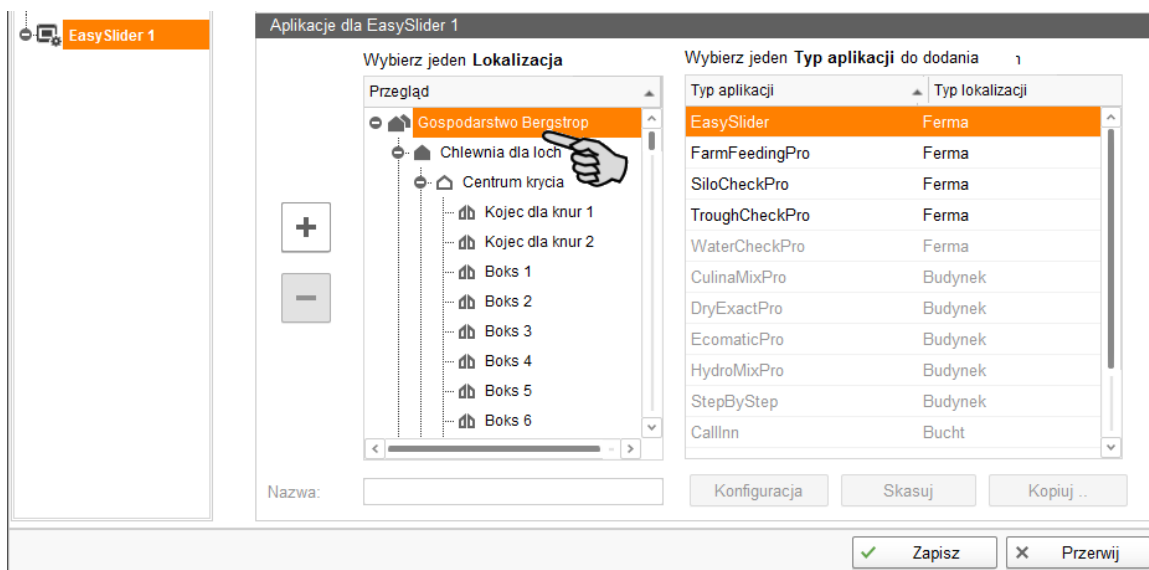 EasySlider 1
Aplikacje dla EasySlider 1
Wybierz jeden Lokalizacja
Wybierz jeden Typ aplikacji do dodania 1
Przegląd
Typ aplikacji Typ lokalizacji
Gospodarstwo Bergstrop
Chlewnia dla loch
Centrum krycia
Kojec dla knur 1
Kojec dla knur 2
Boks 1
Boks 2
Boks 3
Boks 4
Boks 5
Boks 6
EasySlider Ferma
FarmFeedingPro Ferma
SiloCheckPro Ferma
TroughCheckPro Ferma
WaterCheckPro Ferma
CulinaMixPro Budynek
DryExactPro Budynek
EcomaticPro Budynek
HydroMixPro Budynek
StepByStep Budynek
CallInn Bucht
Nazwa:
Konfiguracja Skasuj Kopiuj ..
Zapisz Przerwij